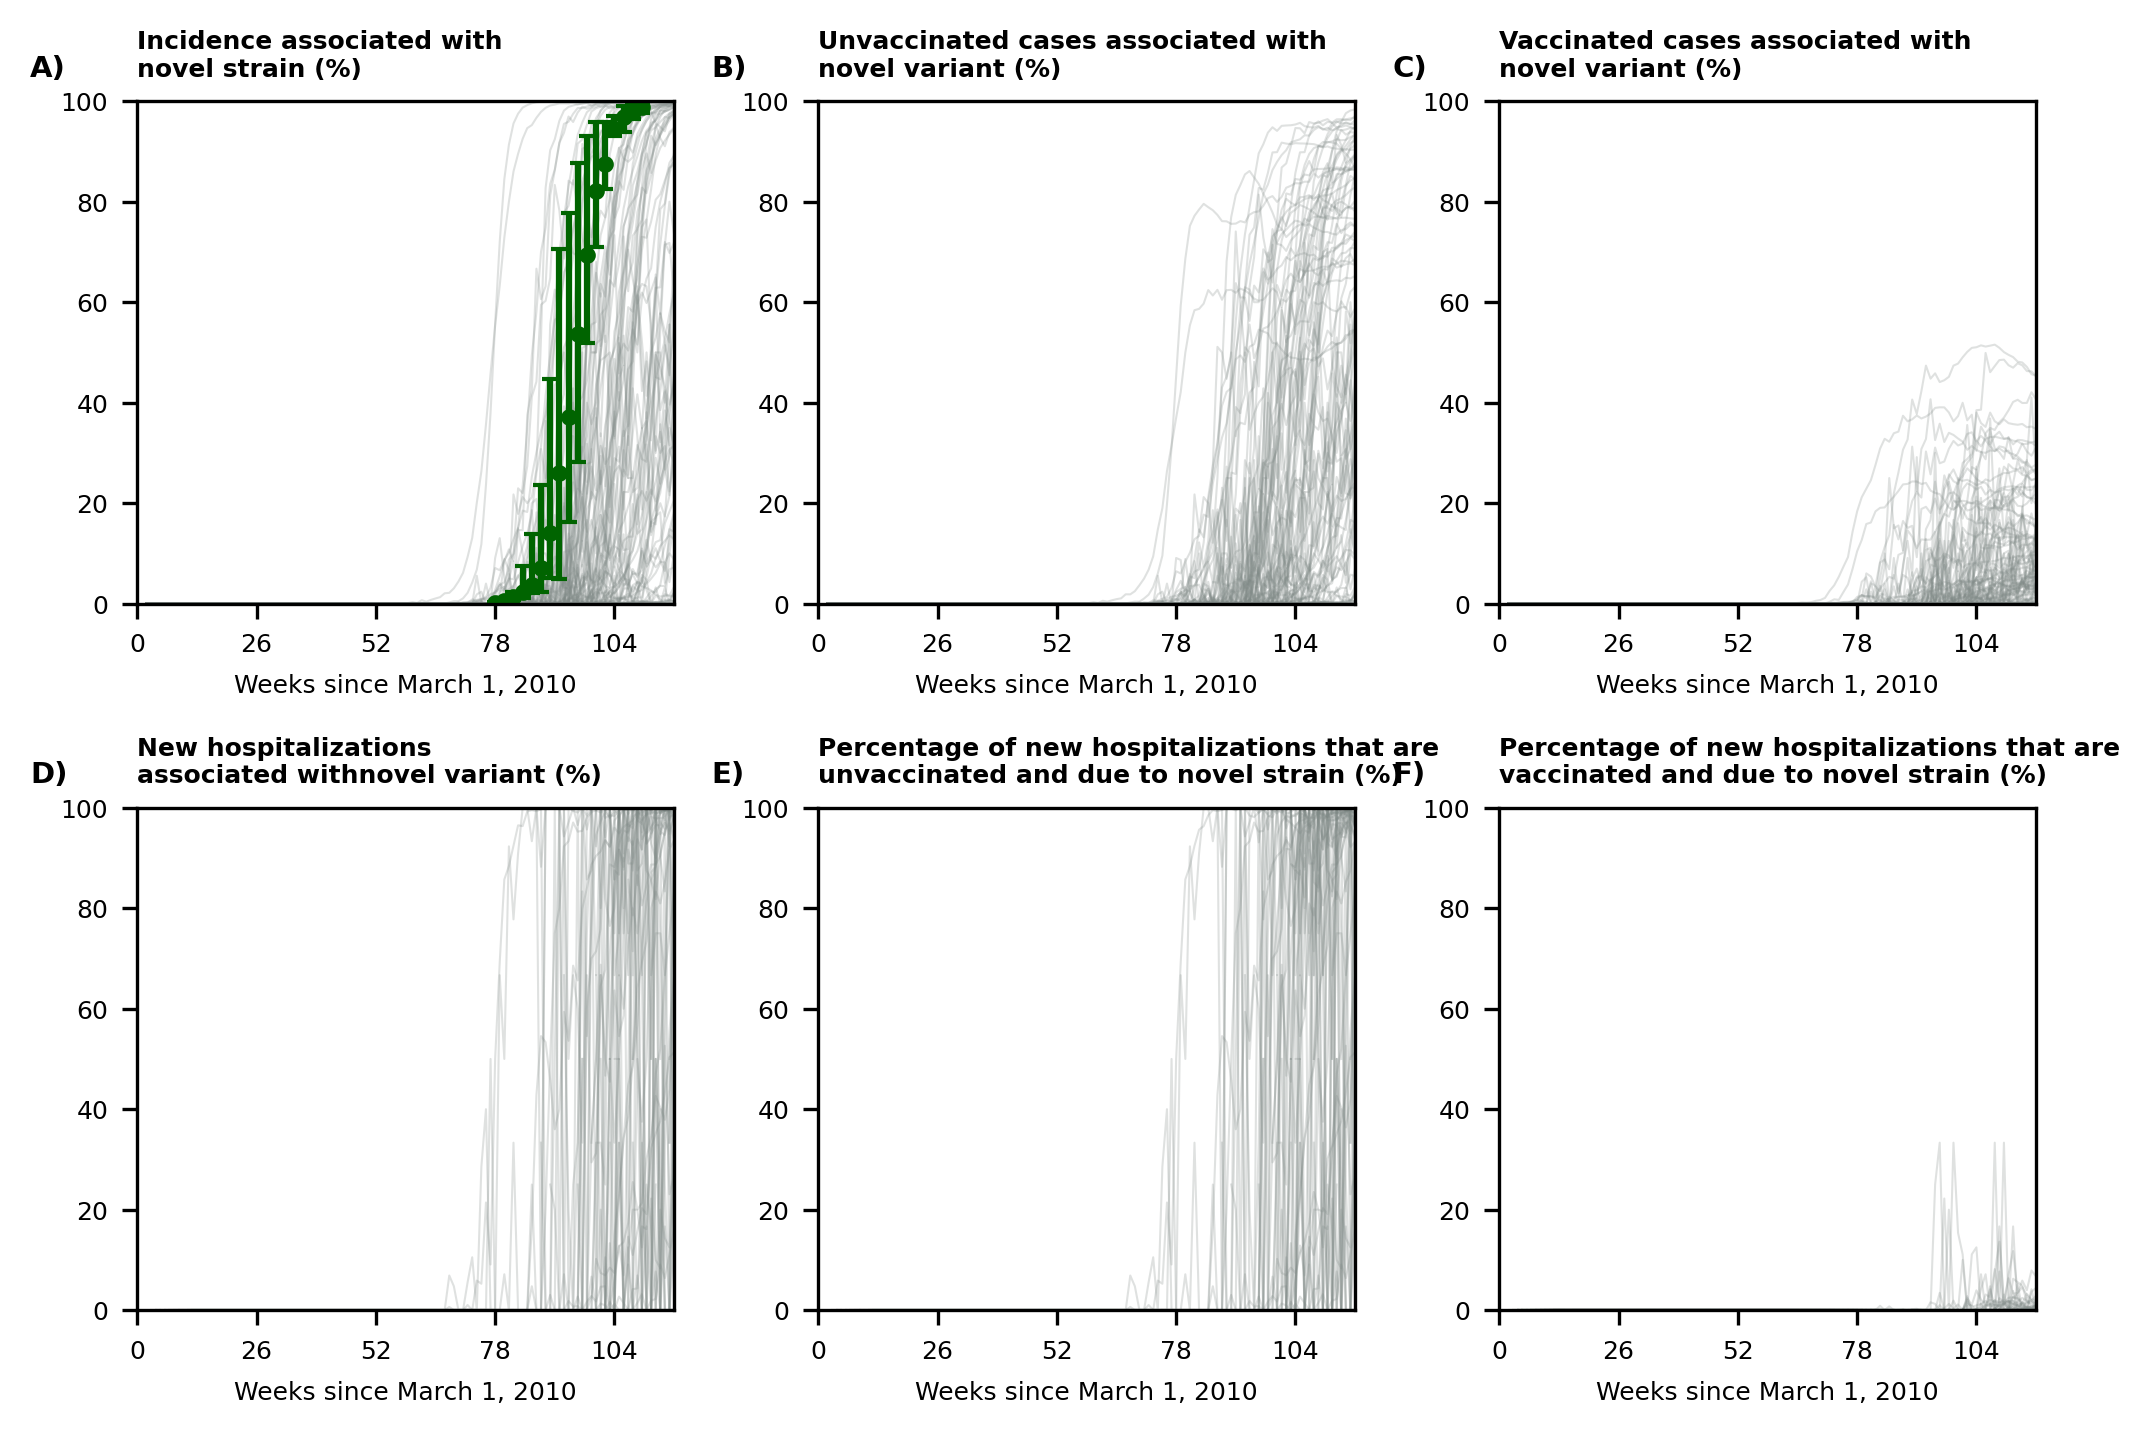 A)
Incidence associated with
novel strain (%)
100
80
60
40
20
0
0 26 52 78 104
Weeks since March 1, 2010
B)
Unvaccinated cases associated with
novel variant (%)
100
80
60
40
20
0
0 26 52 78 104
Weeks since March 1, 2010
C)
Vaccinated cases associated with
novel variant (%)
100
80
60
40
20
0
0 26 52 78 104
Weeks since March 1, 2010
D)
New hospitalizations
associated withnovel variant (%)
100
80
60
40
20
0
0 26 52 78 104
Weeks since March 1, 2010
E)
Percentage of new hospitalizations that are
unvaccinated and due to novel strain (%)
100
80
60
40
20
0
0 26 52 78 104
Weeks since March 1, 2010
F)
Percentage of new hospitalizations that are
vaccinated and due to novel strain (%)
100
80
60
40
20
0
0 26 52 78 104
Weeks since March 1, 2010